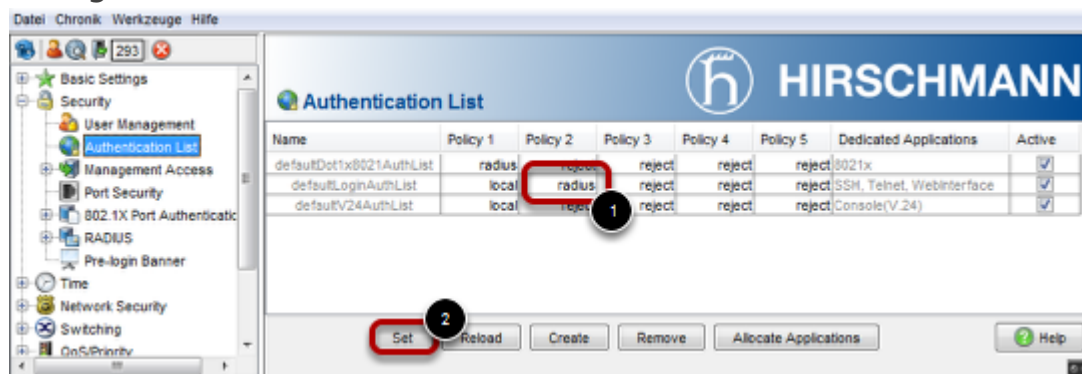 Datei Chronik Werkzeuge Hilfe
293
Basic Settings
Security
User Management
Authentication List
Management Access
Port Security
802.1X Port Authenticatic
RADIUS
Pre-login Banner
Time
Network Security
Switching
QoS/Priority
HIRSCHMANN
Authentication List
Name Policy 1 Policy 2 Policy 3 Policy 4 Policy 5 Dedicated Applications Active
defaultDot1x8021AuthList radius reject reject reject reject 8021x
defaultLoginAuthList local radius reject reject reject SSH, Telnet, WebInterface
defaultV24AuthList local reject reject reject reject Console(V.24)
1
2
Set Reload Create Remove Allocate Applications Help